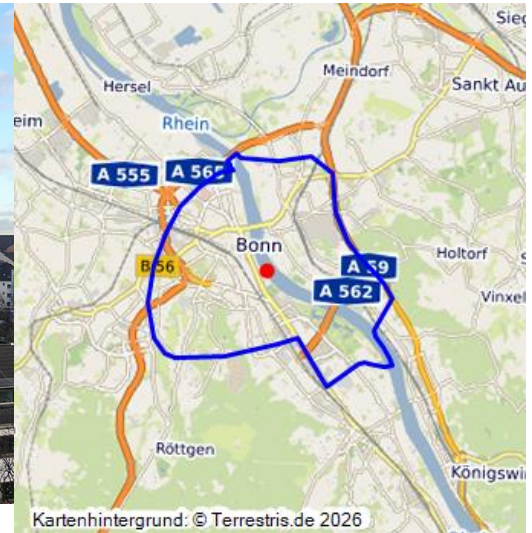 Sieg
Meindorf
Hersel
Sankt Au
eim
Rhein
A 555
A 565
Bonn
Holtorf
B 56
A 59
A 562
Vinxel
Röttgen
Königswin
Kartenhintergrund: © Terrestris.de 2026